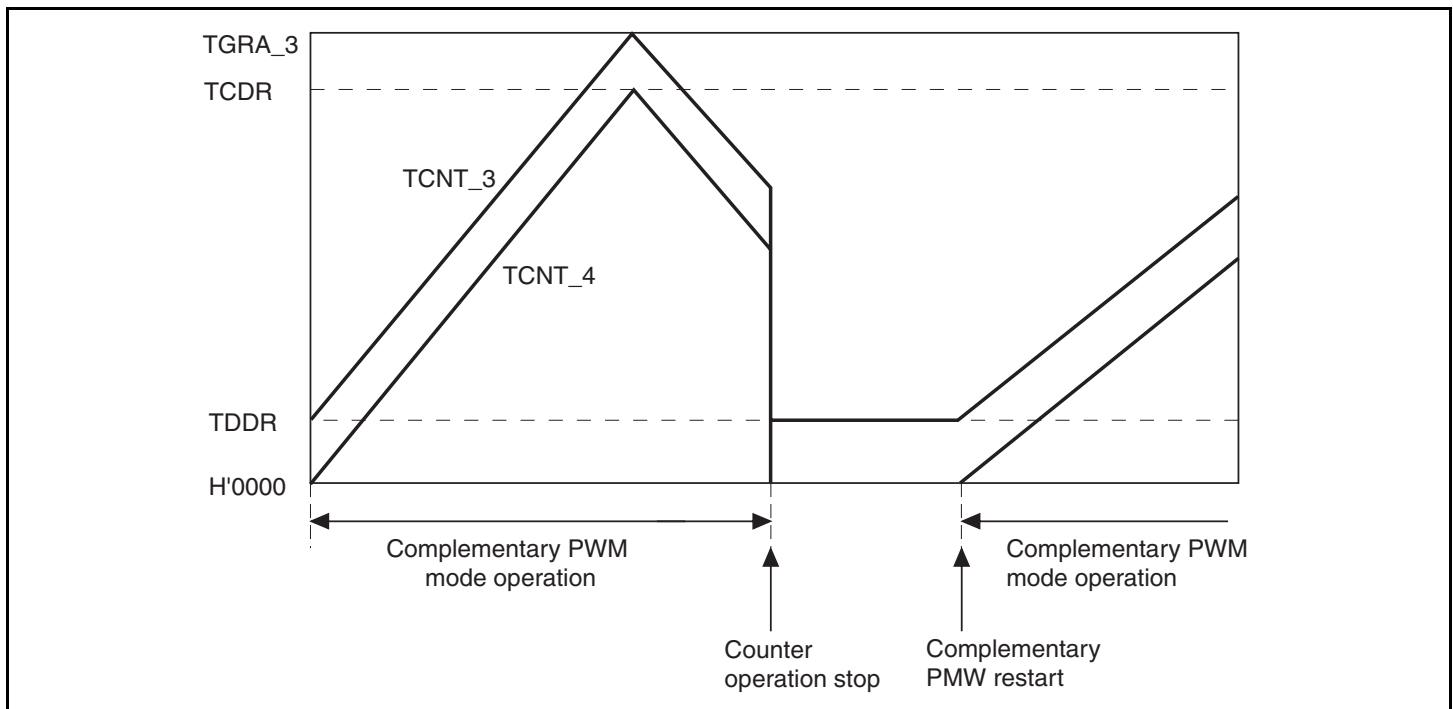 TGRA_3
TCDR
TCNT_3
TCNT_4
TDDR
H'0000
Complementary PWM
mode operation
Complementary PWM
mode operation
Counter
operation stop
Complementary
PMW restart